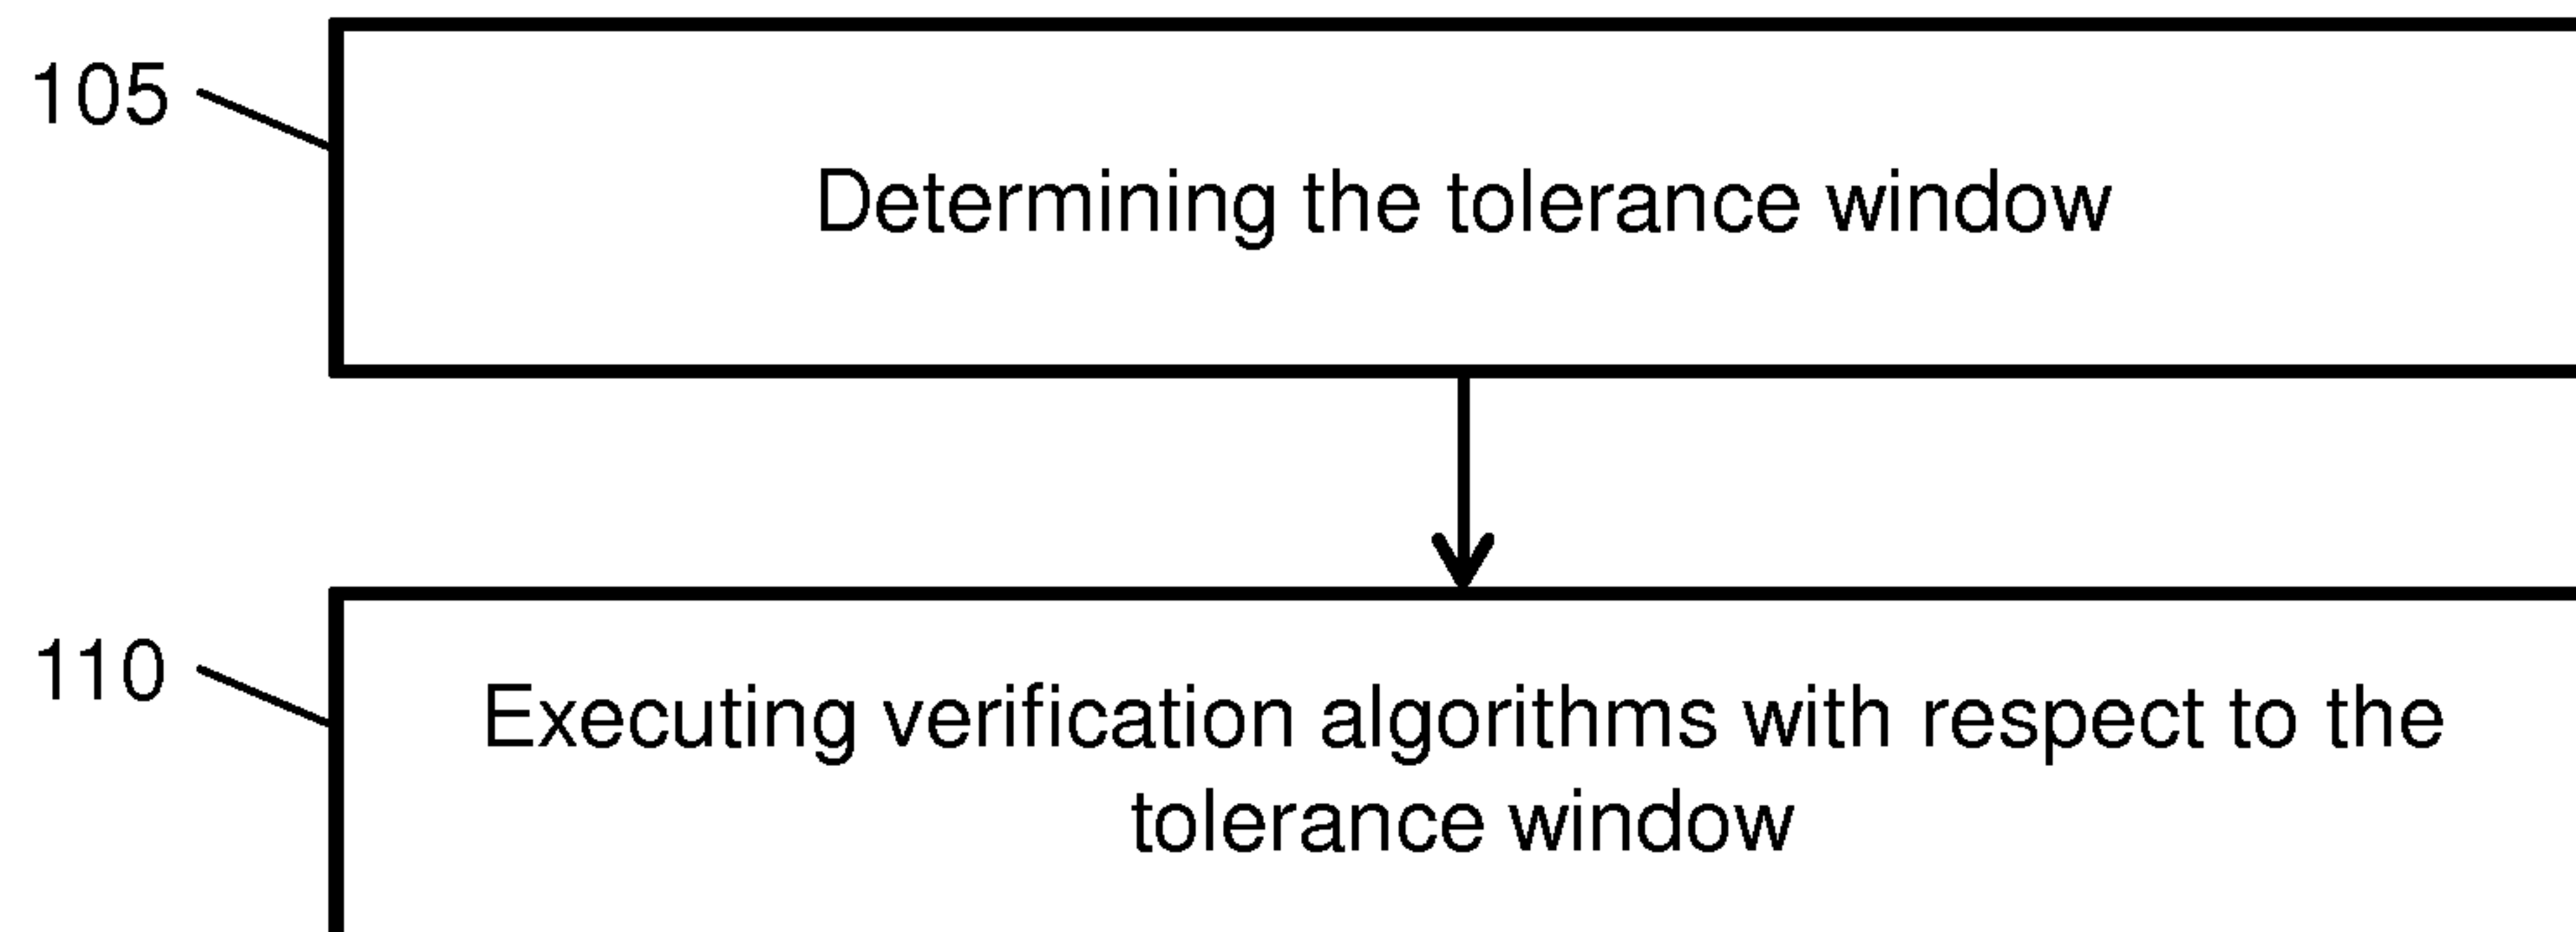 105
Determining the tolerance window
110
Executing verification algorithms with respect to the
tolerance window